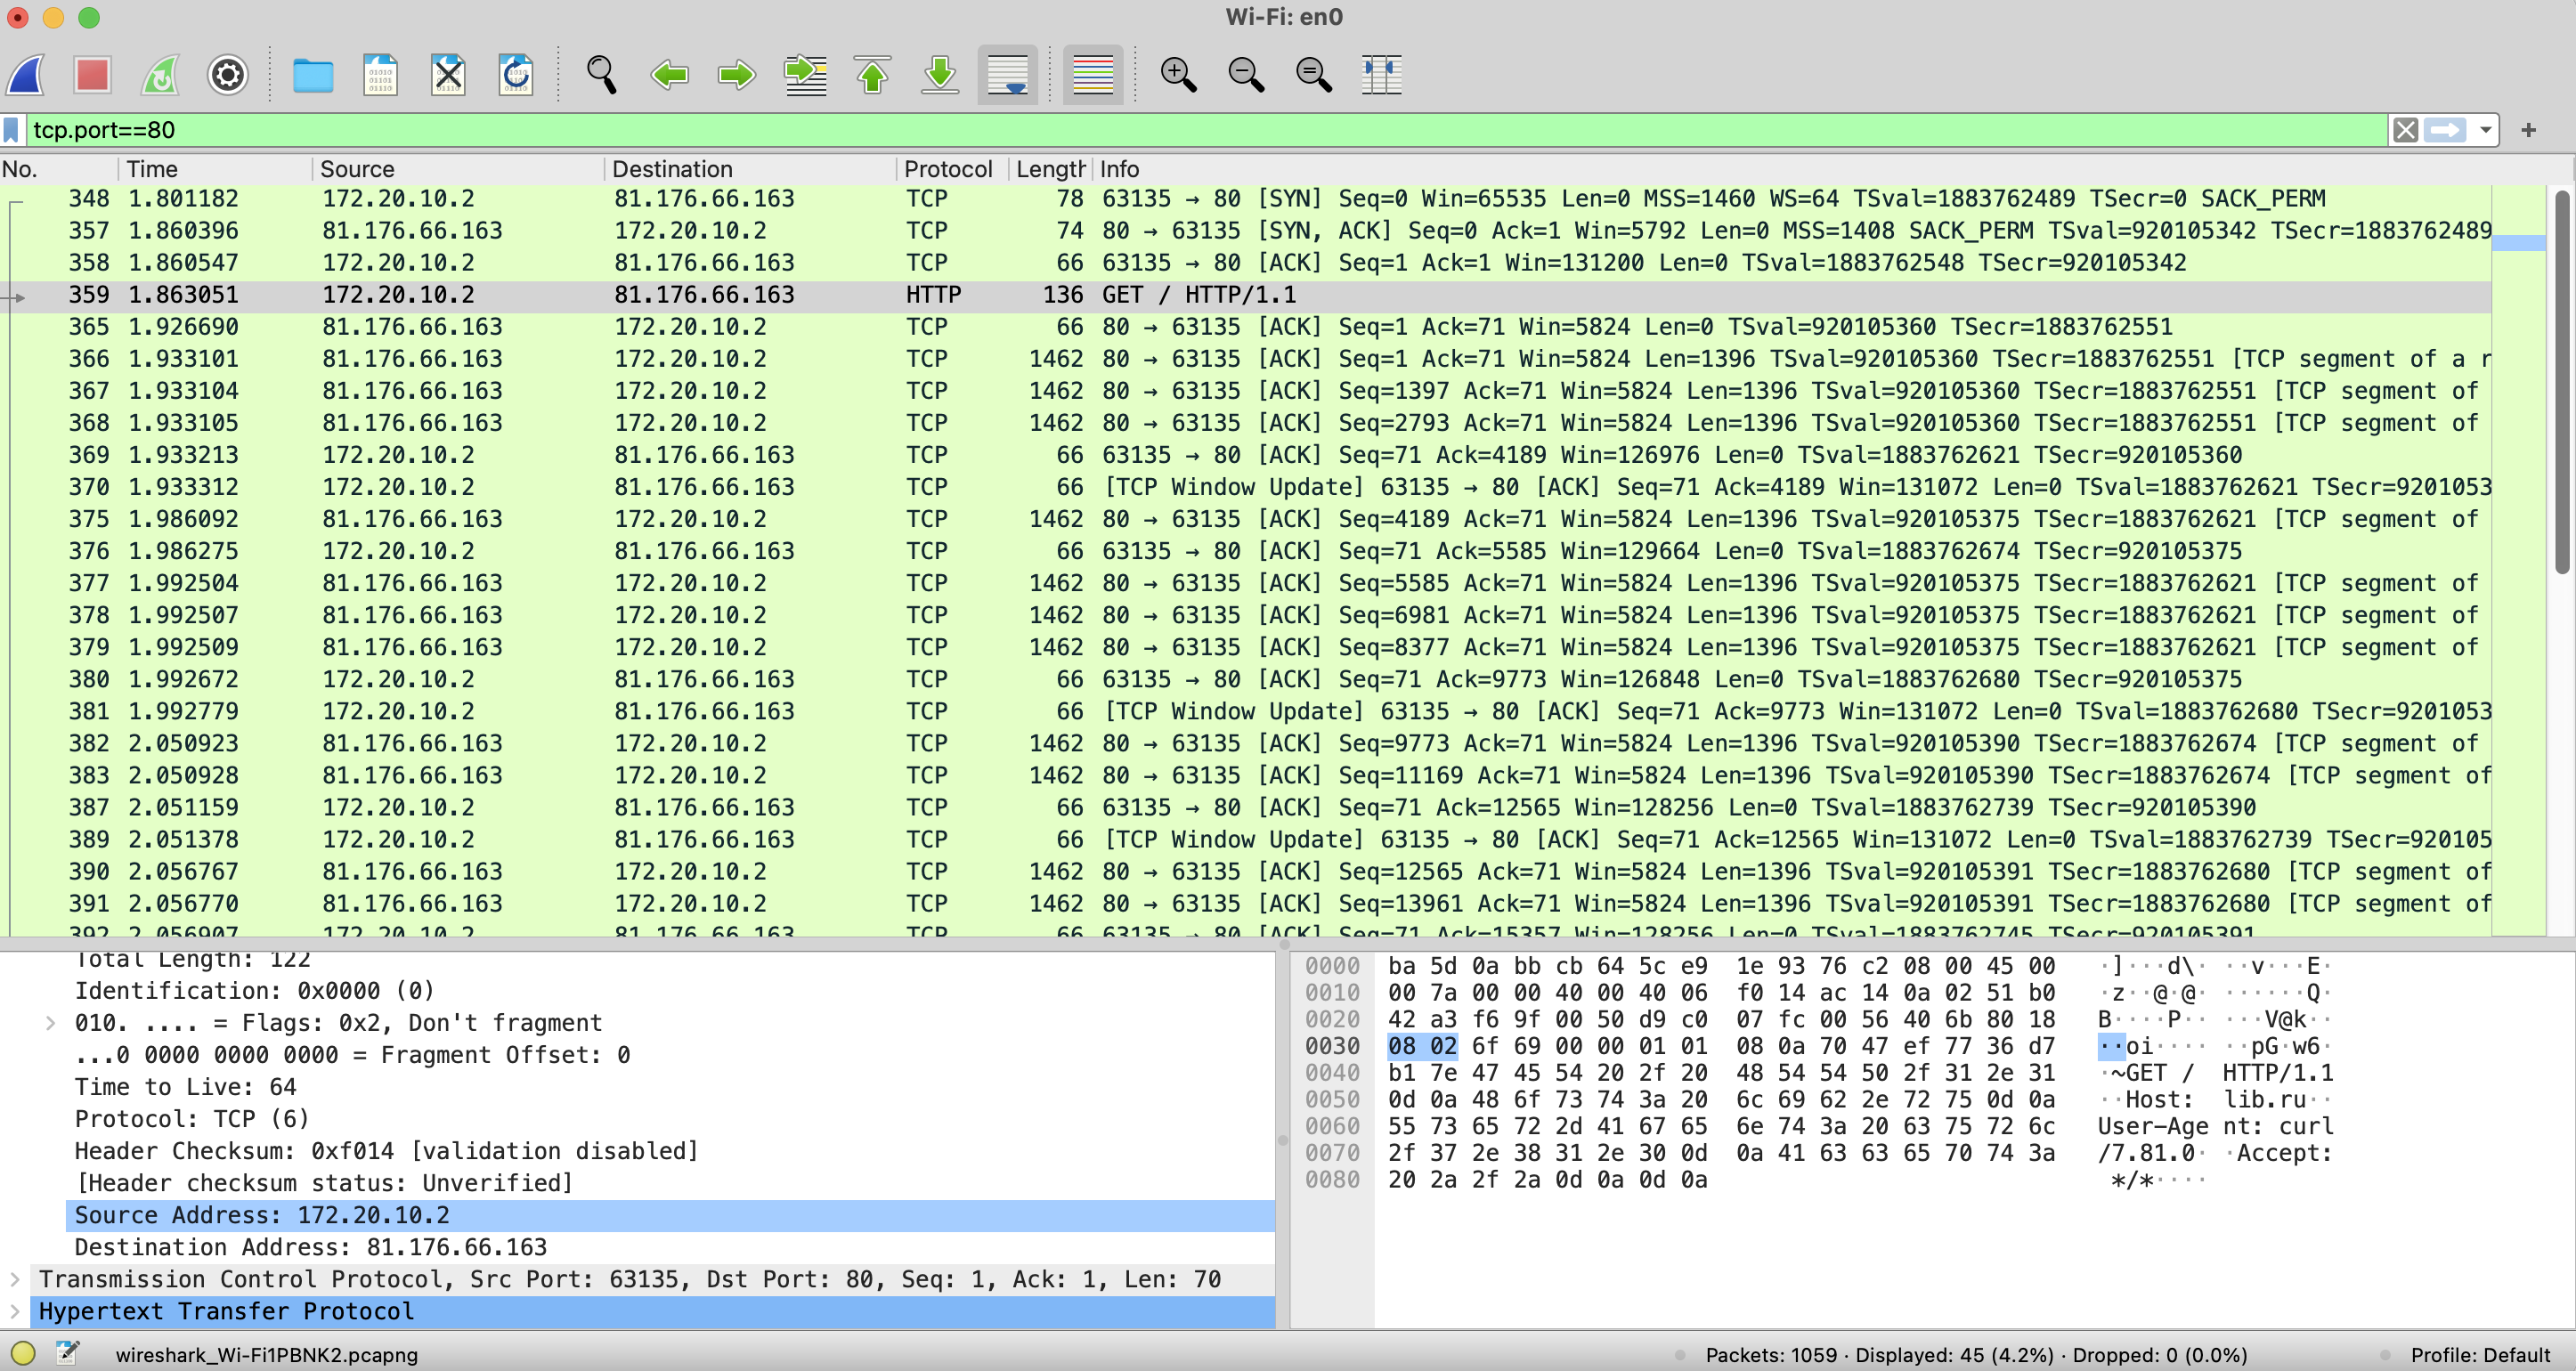 Wi-Fi: en0
tcp.port==80
No. Time Source Destination Protocol Length Info
348 1.801182 172.20.10.2 81.176.66.163 TCP 78 63135 → 80 [SYN] Seq=0 Win=65535 Len=0 MSS=1460 WS=64 TSval=1883762489 TSecr=0 SACK_PERM
357 1.860396 81.176.66.163 172.20.10.2 TCP 74 80 → 63135 [SYN, ACK] Seq=0 Ack=1 Win=5792 Len=0 MSS=1408 SACK_PERM TSval=920105342 TSecr=1883762489
358 1.860547 172.20.10.2 81.176.66.163 TCP 66 63135 → 80 [ACK] Seq=1 Ack=1 Win=131200 Len=0 TSval=1883762548 TSecr=920105342
359 1.863051 172.20.10.2 81.176.66.163 HTTP 136 GET / HTTP/1.1
365 1.926690 81.176.66.163 172.20.10.2 TCP 66 80 → 63135 [ACK] Seq=1 Ack=71 Win=5824 Len=0 TSval=920105360 TSecr=1883762551
366 1.933101 81.176.66.163 172.20.10.2 TCP 1462 80 → 63135 [ACK] Seq=1 Ack=71 Win=5824 Len=1396 TSval=920105360 TSecr=1883762551 [TCP segment of a r
367 1.933104 81.176.66.163 172.20.10.2 TCP 1462 80 → 63135 [ACK] Seq=1397 Ack=71 Win=5824 Len=1396 TSval=920105360 TSecr=1883762551 [TCP segment of
368 1.933105 81.176.66.163 172.20.10.2 TCP 1462 80 → 63135 [ACK] Seq=2793 Ack=71 Win=5824 Len=1396 TSval=920105360 TSecr=1883762551 [TCP segment of
369 1.933213 172.20.10.2 81.176.66.163 TCP 66 63135 → 80 [ACK] Seq=71 Ack=4189 Win=126976 Len=0 TSval=1883762621 TSecr=920105360
370 1.933312 172.20.10.2 81.176.66.163 TCP 66 [TCP Window Update] 63135 → 80 [ACK] Seq=71 Ack=4189 Win=131072 Len=0 TSval=1883762621 TSecr=9201053
375 1.986092 81.176.66.163 172.20.10.2 TCP 1462 80 → 63135 [ACK] Seq=4189 Ack=71 Win=5824 Len=1396 TSval=920105375 TSecr=1883762621 [TCP segment of
376 1.986275 172.20.10.2 81.176.66.163 TCP 66 63135 → 80 [ACK] Seq=71 Ack=5585 Win=129664 Len=0 TSval=1883762674 TSecr=920105375
377 1.992504 81.176.66.163 172.20.10.2 TCP 1462 80 → 63135 [ACK] Seq=5585 Ack=71 Win=5824 Len=1396 TSval=920105375 TSecr=1883762621 [TCP segment of
378 1.992507 81.176.66.163 172.20.10.2 TCP 1462 80 → 63135 [ACK] Seq=6981 Ack=71 Win=5824 Len=1396 TSval=920105375 TSecr=1883762621 [TCP segment of
379 1.992509 81.176.66.163 172.20.10.2 TCP 1462 80 → 63135 [ACK] Seq=8377 Ack=71 Win=5824 Len=1396 TSval=920105375 TSecr=1883762621 [TCP segment of
380 1.992672 172.20.10.2 81.176.66.163 TCP 66 63135 → 80 [ACK] Seq=71 Ack=9773 Win=126848 Len=0 TSval=1883762680 TSecr=920105375
381 1.992779 172.20.10.2 81.176.66.163 TCP 66 [TCP Window Update] 63135 → 80 [ACK] Seq=71 Ack=9773 Win=131072 Len=0 TSval=1883762680 TSecr=9201053
382 2.050923 81.176.66.163 172.20.10.2 TCP 1462 80 → 63135 [ACK] Seq=9773 Ack=71 Win=5824 Len=1396 TSval=920105390 TSecr=1883762674 [TCP segment of
383 2.050928 81.176.66.163 172.20.10.2 TCP 1462 80 → 63135 [ACK] Seq=11169 Ack=71 Win=5824 Len=1396 TSval=920105390 TSecr=1883762674 [TCP segment of
387 2.051159 172.20.10.2 81.176.66.163 TCP 66 63135 → 80 [ACK] Seq=71 Ack=12565 Win=128256 Len=0 TSval=1883762739 TSecr=920105390
389 2.051378 172.20.10.2 81.176.66.163 TCP 66 [TCP Window Update] 63135 → 80 [ACK] Seq=71 Ack=12565 Win=131072 Len=0 TSval=1883762739 TSecr=920105
390 2.056767 81.176.66.163 172.20.10.2 TCP 1462 80 → 63135 [ACK] Seq=12565 Ack=71 Win=5824 Len=1396 TSval=920105391 TSecr=1883762680 [TCP segment of
391 2.056770 81.176.66.163 172.20.10.2 TCP 1462 80 → 63135 [ACK] Seq=13961 Ack=71 Win=5824 Len=1396 TSval=920105391 TSecr=1883762680 [TCP segment of
392 2.056907 172.20.10.2 81.176.66.163 TCP 66 63135 → 80 [ACK] Seq=71 Ack=15357 Win=128256 Len=0 TSval=1883762745 TSecr=920105391
Total Length: 122
Identification: 0x0000 (0)
010. .... = Flags: 0x2, Don't fragment
...0 0000 0000 0000 = Fragment Offset: 0
Time to Live: 64
Protocol: TCP (6)
Header Checksum: 0xf014 [validation disabled]
[Header checksum status: Unverified]
Source Address: 172.20.10.2
Destination Address: 81.176.66.163
Transmission Control Protocol, Src Port: 63135, Dst Port: 80, Seq: 1, Ack: 1, Len: 70
Hypertext Transfer Protocol
0000 ba 5d 0a bb cb 64 5c e9 1e 93 76 c2 08 00 45 00 ·]···d\· ··v···E·
0010 00 7a 00 00 40 00 40 06 f0 14 ac 14 0a 02 51 b0 ·z··@·@· ······Q·
0020 42 a3 f6 9f 00 50 d9 c0 07 fc 00 56 40 6b 80 18 B····P·· ···V@k··
0030 08 02 6f 69 00 00 01 01 08 0a 70 47 ef 77 36 d7 ··oi···· ··pG·w6·
0040 b1 7e 47 45 54 20 2f 20 48 54 54 50 2f 31 2e 31 ·~GET / HTTP/1.1
0050 0d 0a 48 6f 73 74 3a 20 6c 69 62 2e 72 75 0d 0a ··Host: lib.ru··
0060 55 73 65 72 2d 41 67 65 6e 74 3a 20 63 75 72 6c User-Age nt: curl
0070 2f 37 2e 38 31 2e 30 0d 0a 41 63 63 65 70 74 3a /7.81.0· ·Accept:
0080 20 2a 2f 2a 0d 0a 0d 0a */*····
wireshark_Wi-Fi1PBNK2.pcapng
Packets: 1059 · Displayed: 45 (4.2%) · Dropped: 0 (0.0%)
Profile: Default